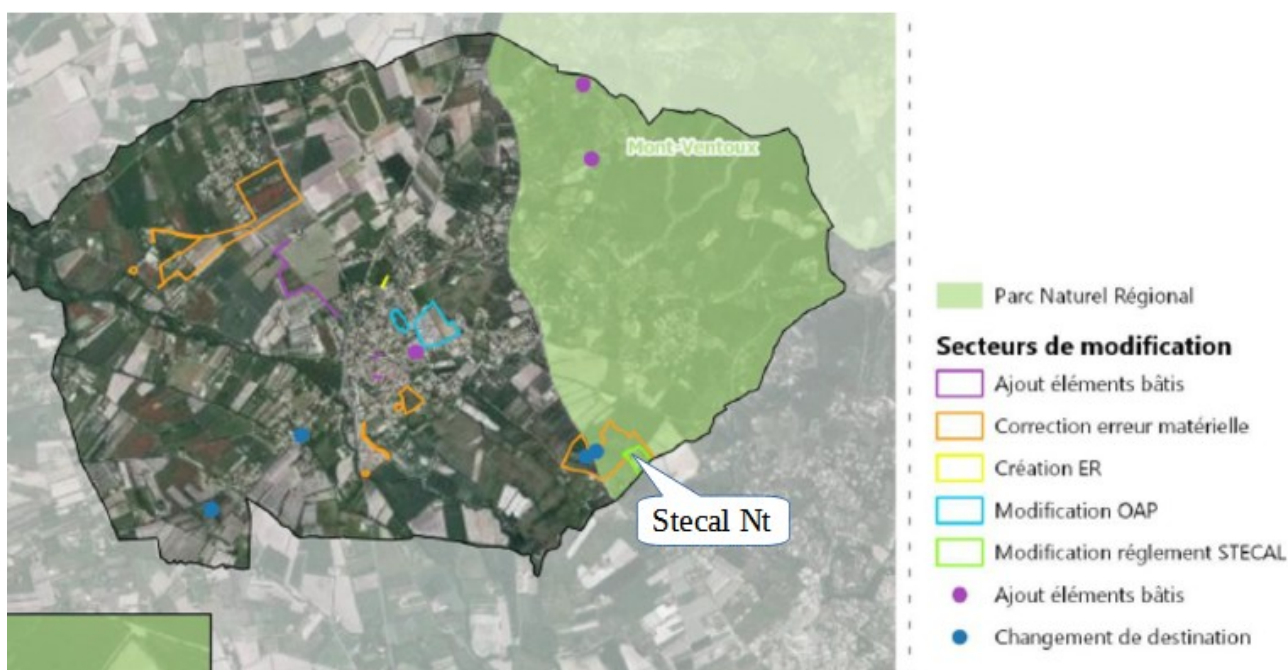 Mont-Ventoux
Stecal Nt
Parc Naturel Régional
Secteurs de modification
Ajout éléments bâtis
Correction erreur matérielle
Création ER
Modification OAP
Modification réglement STECAL
Ajout éléments bâtis
Changement de destination